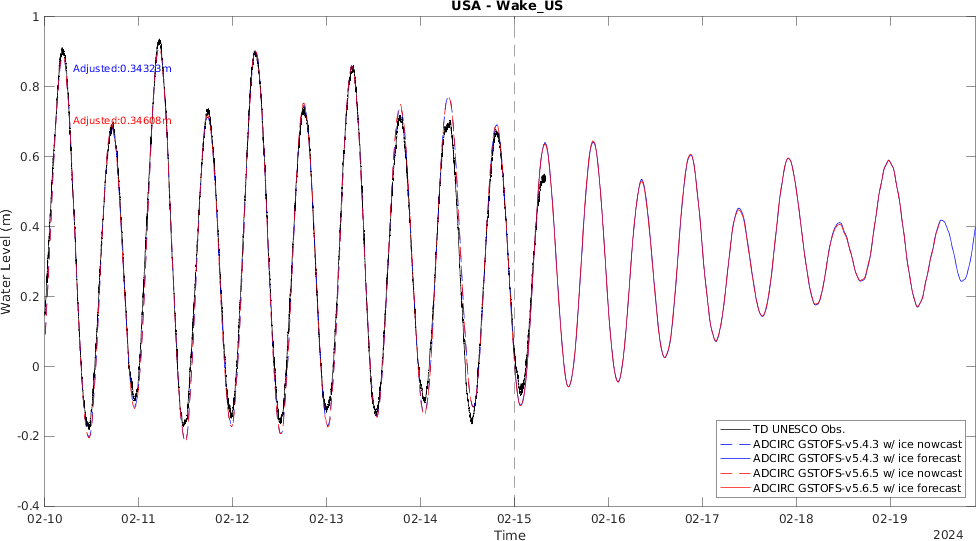 USA - Wake_US
1
0.8
0.6
0.4
0.2
0
-0.2
-0.4
Water Level (m)
Adjusted:0.34323m
Adjusted:0.34608m
TD UNESCO Obs.
ADCIRC GSTOFS-v5.4.3 w/ ice nowcast
ADCIRC GSTOFS-v5.4.3 w/ ice forecast
ADCIRC GSTOFS-v5.6.5 w/ ice nowcast
ADCIRC GSTOFS-v5.6.5 w/ ice forecast
02-10 02-11 02-12 02-13 02-14 02-15 02-16 02-17 02-18 02-19
Time
2024